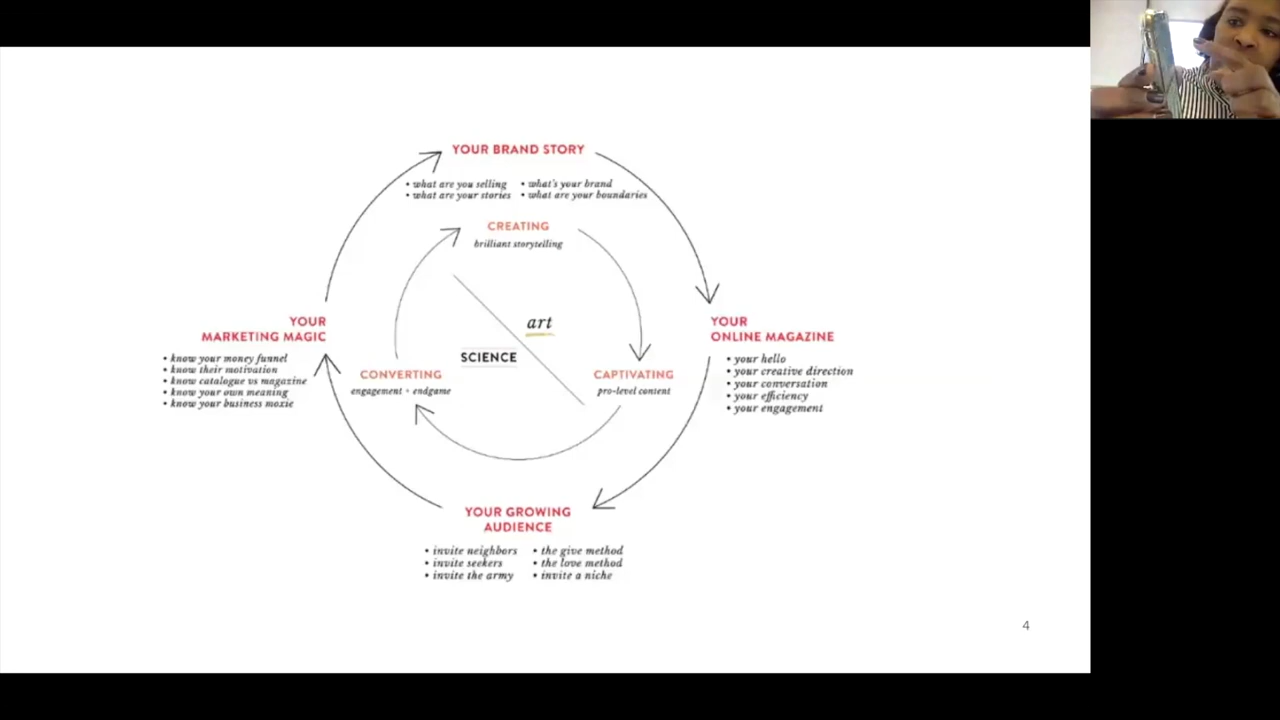 YOUR BRAND STORY
• what are you selling • what's your brand
• what are your stories • what are your boundaries
CREATING
brilliant storytelling
art
SCIENCE
YOUR
MARKETING MAGIC
• know your money funnel
• know their motivation
• know catalogue vs magazine
• know your own meaning
• know your business moxie
CONVERTING
engagement + endgame
CAPTIVATING
pro-level content
YOUR
ONLINE MAGAZINE
• your hello
• your creative direction
• your conversation
• your efficiency
• your engagement
YOUR GROWING
AUDIENCE
• invite neighbors • the give method
• invite seekers • the love method
• invite the army • invite a niche
4